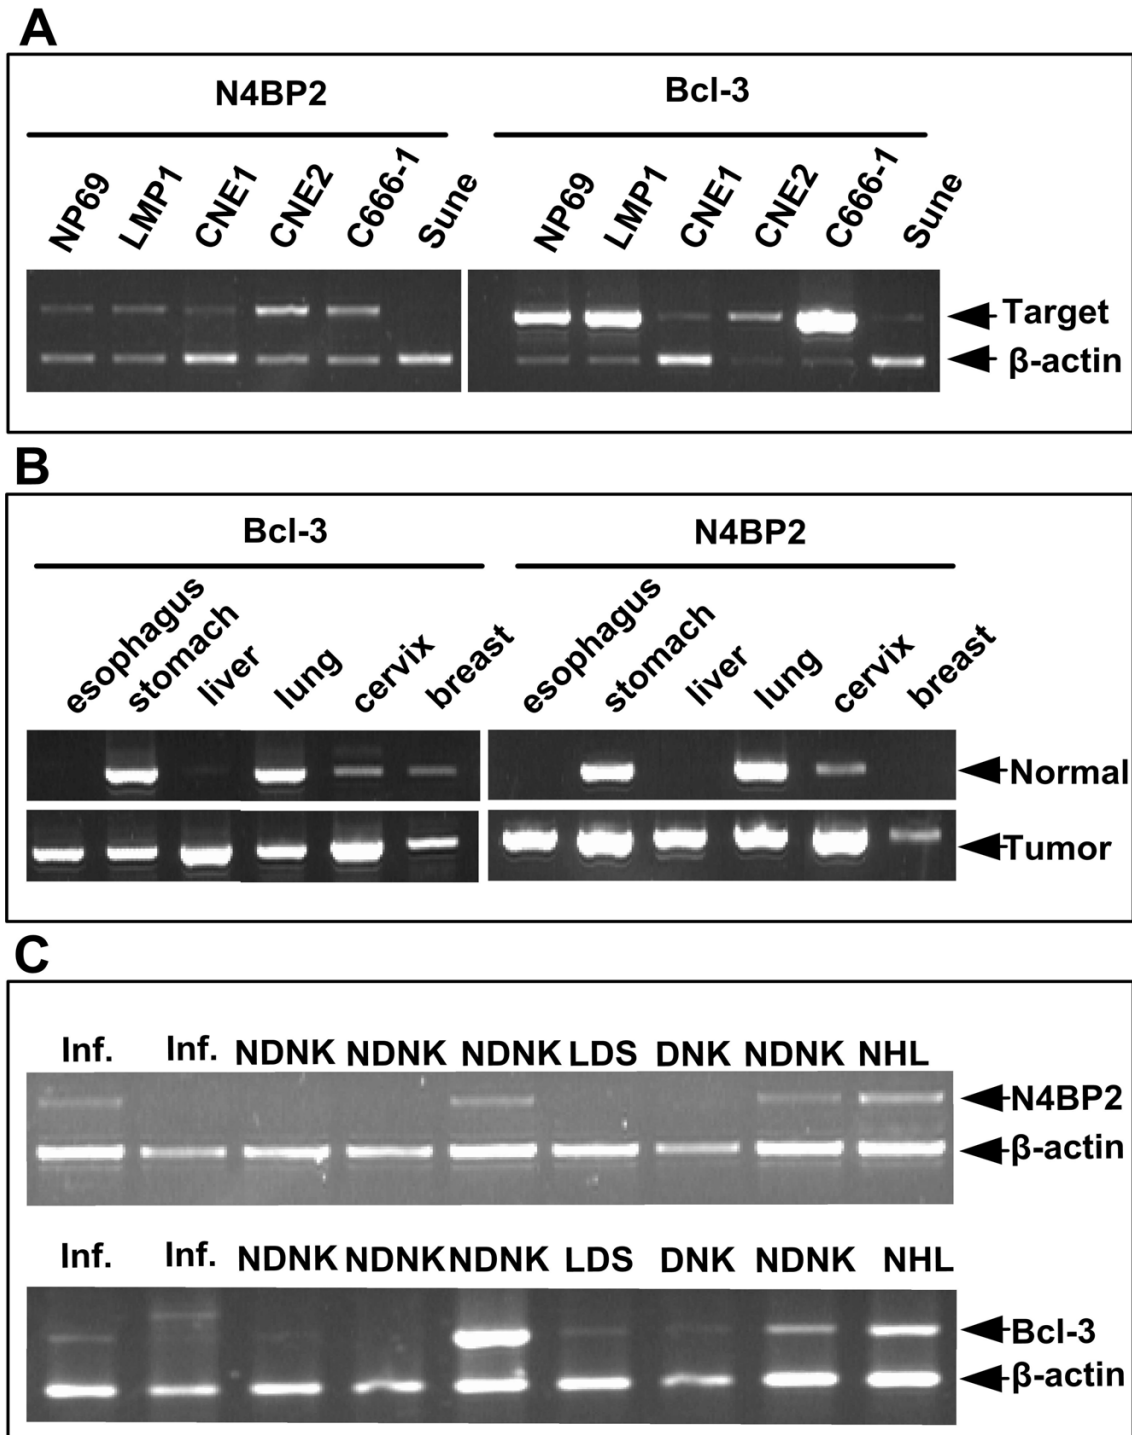 A
N4BP2 Bcl-3
NP69 LMP1 CNE1 CNE2 C666-1 Sune NP69 LMP1 CNE1 CNE2 C666-1 Sune
Target
β-actin
B
Bcl-3 N4BP2
esophagus stomach liver lung cervix breast esophagus stomach liver lung cervix breast
Normal
Tumor
C
Inf. Inf. NDNK NDNK NDNK LDS DNK NDNK NHL
N4BP2
β-actin
Inf. Inf. NDNK NDNK NDNK LDS DNK NDNK NHL
Bcl-3
β-actin